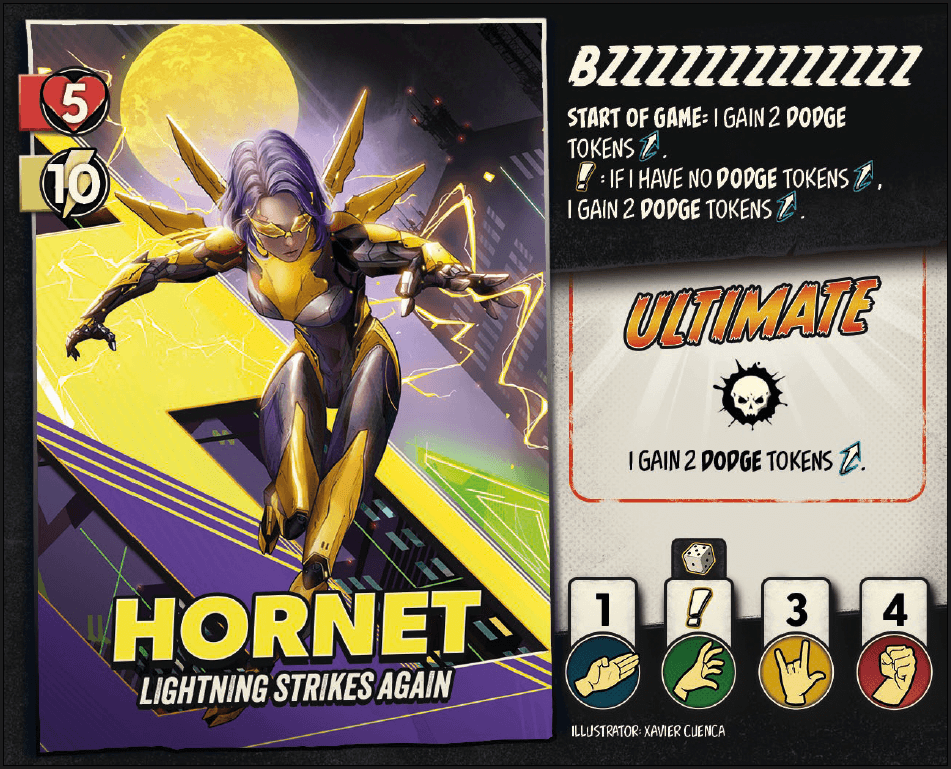 5
10
HORNET
LIGHTNING STRIKES AGAIN
BZZZZZZZZZZZZZ
START OF GAME: I GAIN 2 DODGE
TOKENS .
! : IF I HAVE NO DODGE TOKENS ,
I GAIN 2 DODGE TOKENS .
ULTIMATE
I GAIN 2 DODGE TOKENS .
1 ! 3 4
ILLUSTRATOR: XAVIER CUENCA